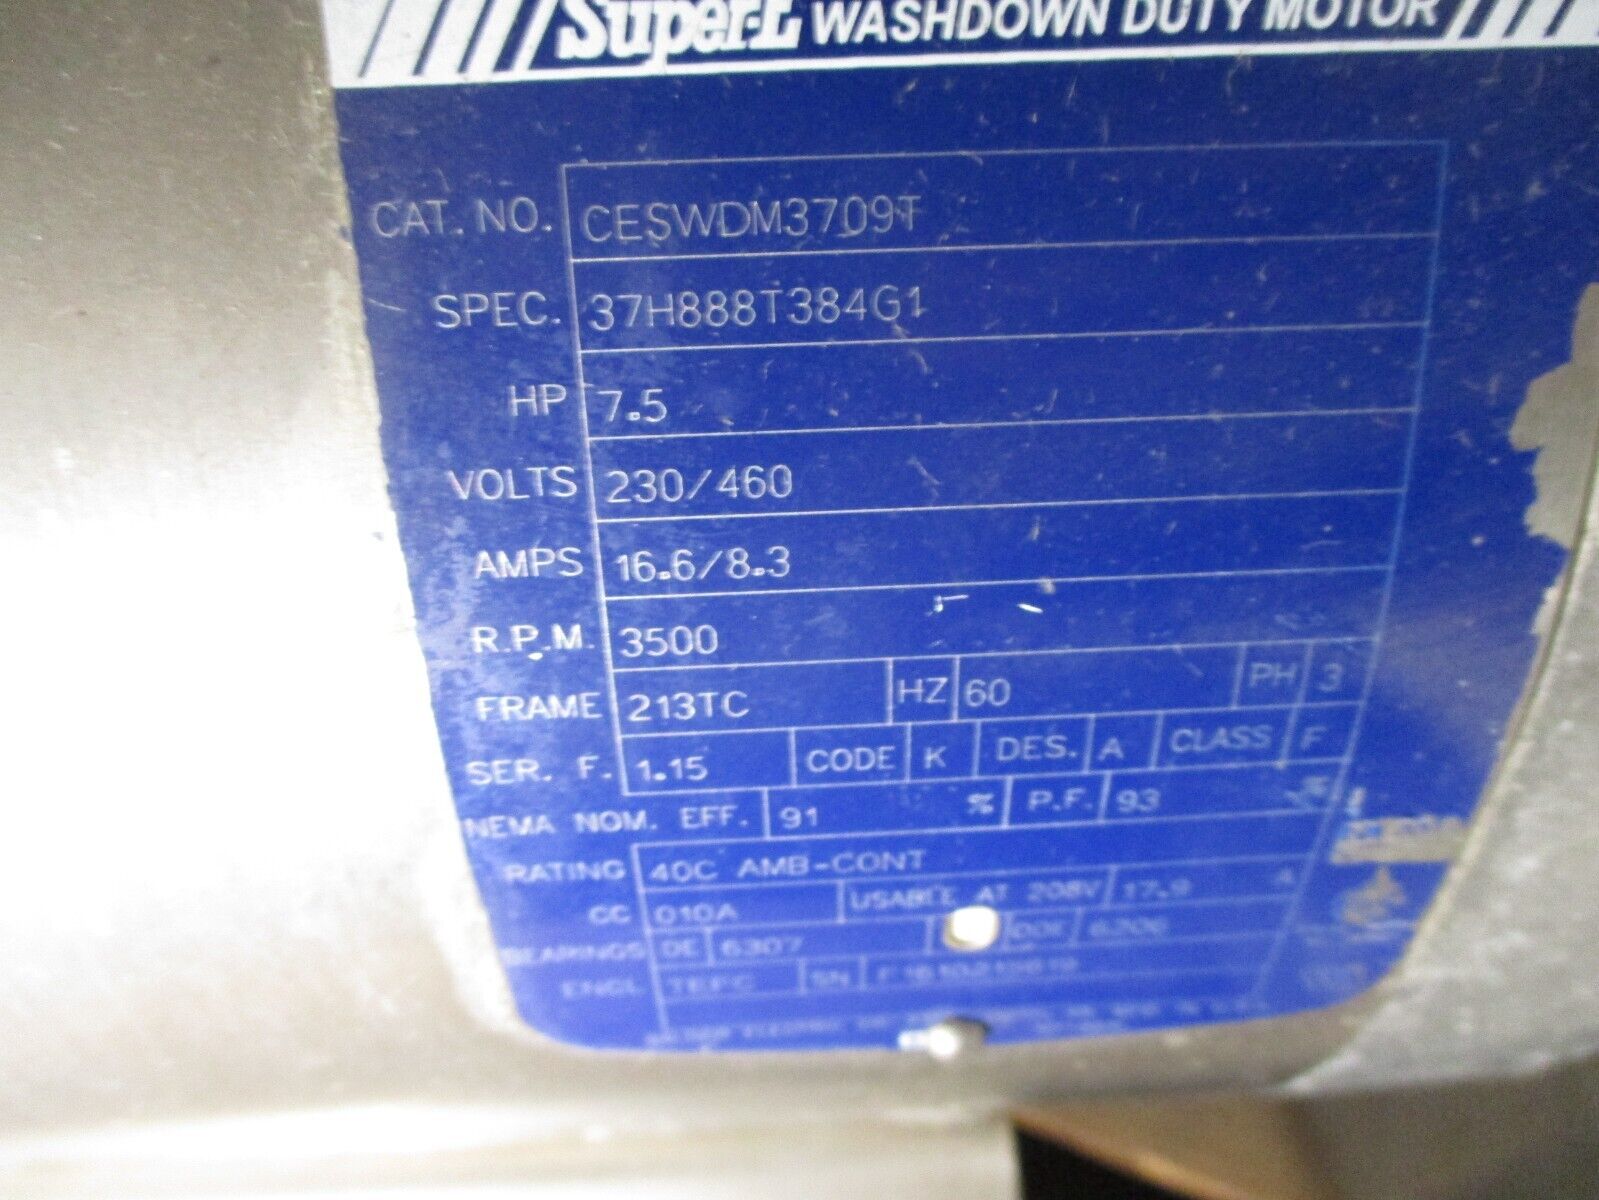 Super-E WASHDOWN DUTY MOTOR
CAT. NO. CESWDM3709T
SPEC. 37H888T384G1
HP 7.5
VOLTS 230/460
AMPS 16.6/8.3
R.P.M. 3500
FRAME 213TC HZ 60 PH 3
SER. F. 1.15 CODE K DES. A CLASS F
NEMA NOM. EFF. 91 % P.F. 93
RATING 40C AMB-CONT
CC 010A USABLE AT 208V 17.9 A
BEARINGS DE 6307 ODE 6206
ENCL TEFC SN